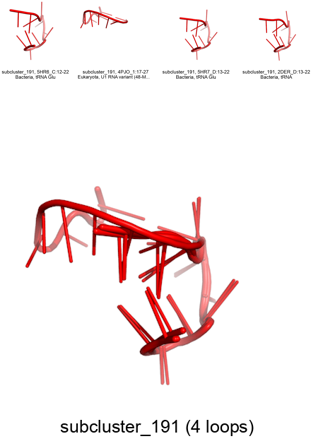 subcluster_191, 5HR6_C:12-22
Bacteria, tRNA Glu
subcluster_191, 4PJO_1:17-27
Eukaryota, U1 RNA variant (48-M...
subcluster_191, 5HR7_D:13-22
Bacteria, tRNA Glu
subcluster_191, 2DER_D:13-22
Bacteria, tRNA
subcluster_191 (4 loops)